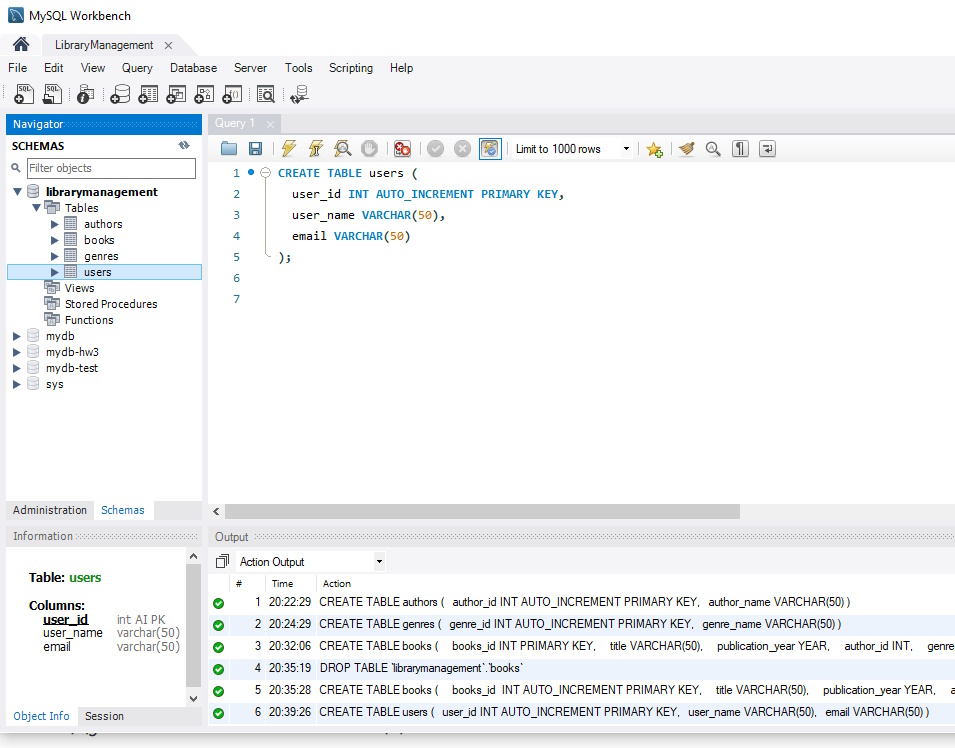 MySQL Workbench
LibraryManagement
File Edit View Query Database Server Tools Scripting Help
Navigator
SCHEMAS
Filter objects
librarymanagement
Tables
authors
books
genres
users
Views
Stored Procedures
Functions
mydb
mydb-hw3
mydb-test
sys
Administration Schemas
Information
Table: users
Columns:
user_id int AI PK
user_name varchar(50)
email varchar(50)
Object Info Session
Query 1
Limit to 1000 rows
1 CREATE TABLE users (
2 user_id INT AUTO_INCREMENT PRIMARY KEY,
3 user_name VARCHAR(50),
4 email VARCHAR(50)
5 );
6
7
Output
Action Output
# Time Action
1 20:22:29 CREATE TABLE authors ( author_id INT AUTO_INCREMENT PRIMARY KEY, author_name VARCHAR(50) )
2 20:24:29 CREATE TABLE genres ( genre_id INT AUTO_INCREMENT PRIMARY KEY, genre_name VARCHAR(50) )
3 20:32:06 CREATE TABLE books ( books_id INT AUTO_INCREMENT PRIMARY KEY, title VARCHAR(50), publication_year YEAR, author_id INT, genre
4 20:35:19 DROP TABLE `librarymanagement`.`books`
5 20:35:28 CREATE TABLE books ( books_id INT AUTO_INCREMENT PRIMARY KEY, title VARCHAR(50), publication_year YEAR, a
6 20:39:26 CREATE TABLE users ( user_id INT AUTO_INCREMENT PRIMARY KEY, user_name VARCHAR(50), email VARCHAR(50) )